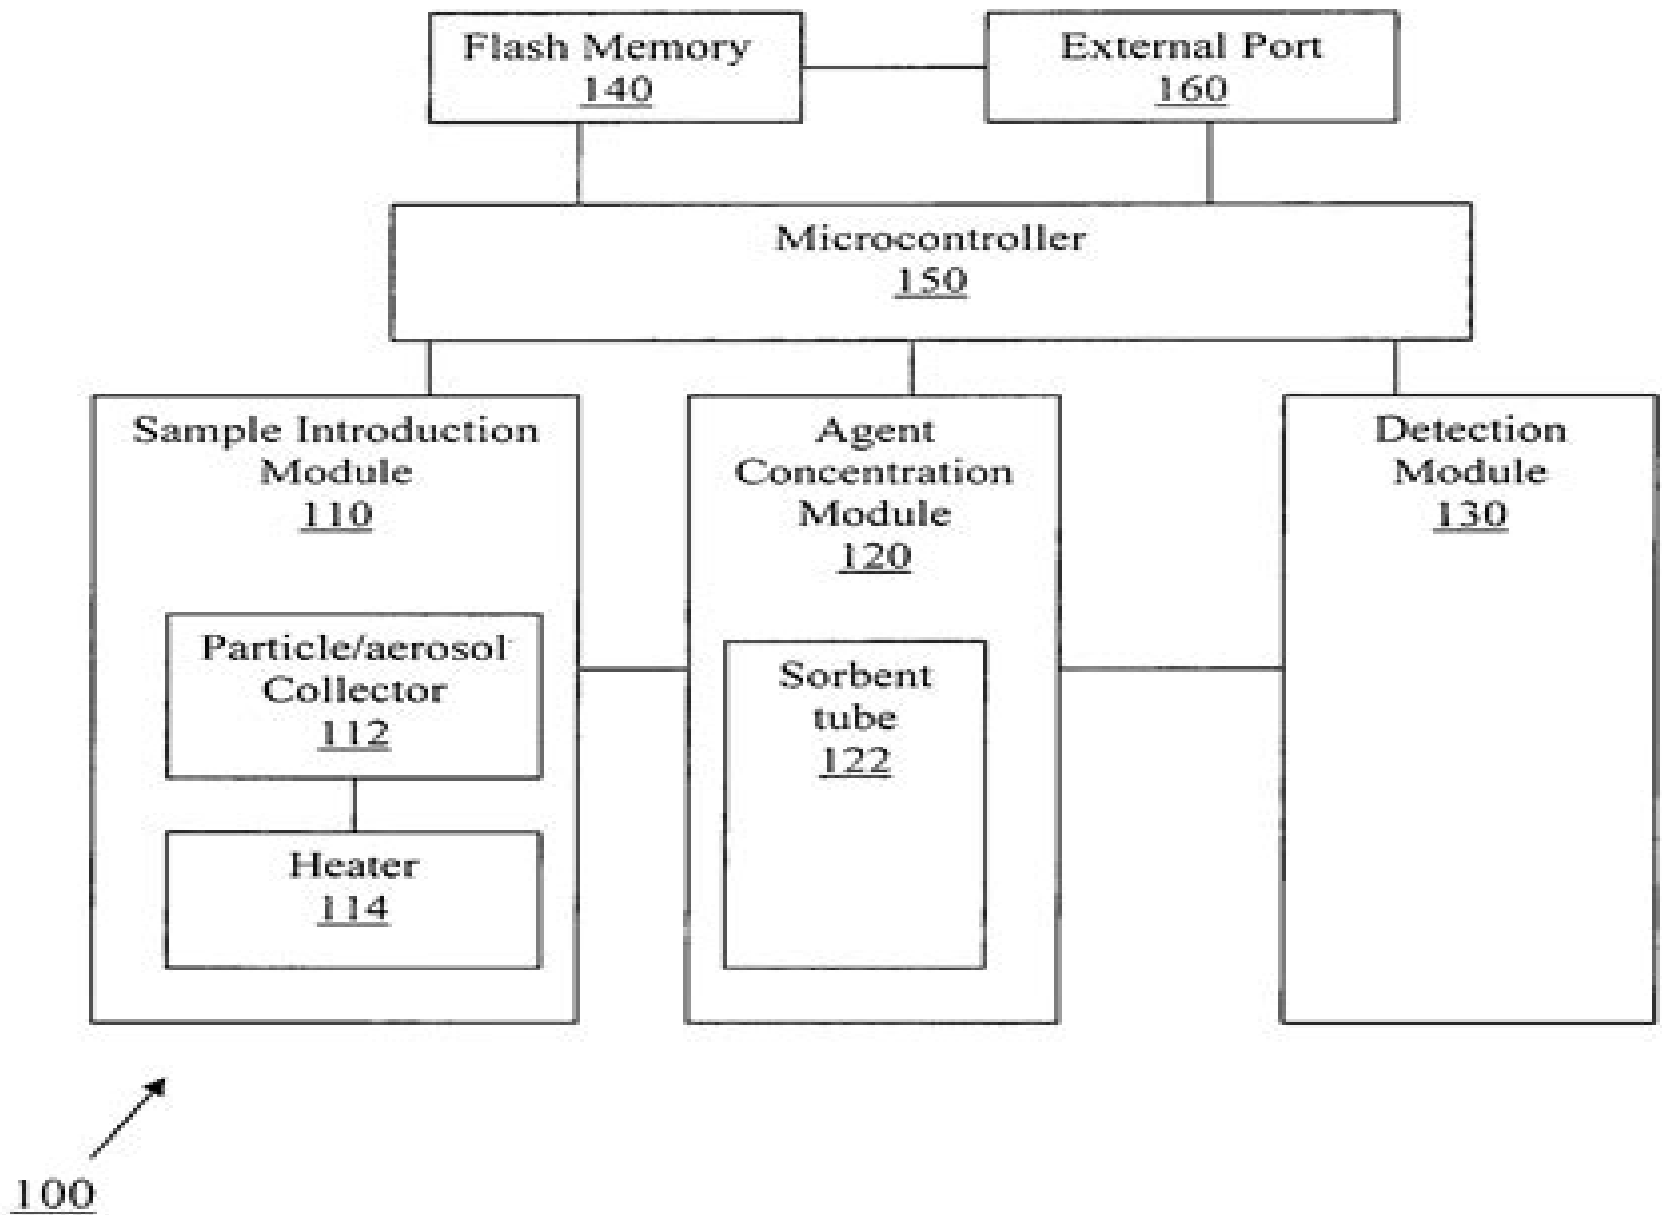 Flash Memory
140
External Port
160
Microcontroller
150
Sample Introduction
Module
110
Particle/aerosol
Collector
112
Heater
114
Agent
Concentration
Module
120
Sorbent
tube
122
Detection
Module
130
100